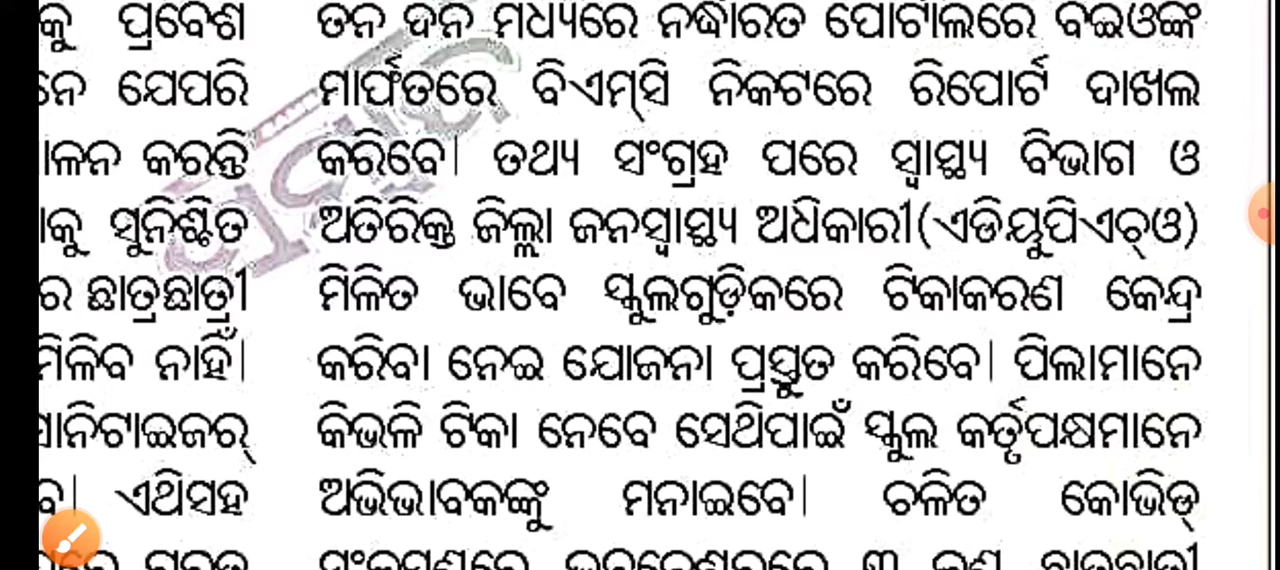 କୁ ପ୍ରବେଶ
ଯେପରି
କରନ୍ତି
ସୁନିଶ୍ଚିତ
ଛାତ୍ରଛାତ୍ରୀ
ମିଳିବ ନାହିଁ।
ସାନିଟାଇଜର୍
ଏଥିସହ
ମଧ୍ୟରେ ପୋର୍ଟାଲରେ
ମାର୍ଫତରେ ବିଏମ୍‌ସି ନିକଟରେ ରିପୋର୍ଟ ଦାଖଲ
କରିବେ। ତଥ୍ୟ ସଂଗ୍ରହ ପରେ ସ୍ୱାସ୍ଥ୍ୟ ବିଭାଗ ଓ
ଅତିରିକ୍ତ ଜିଲ୍ଲା ଜନସ୍ୱାସ୍ଥ୍ୟ ଅଧିକାରୀ(ଏଡିୟୁପିଏଚ୍‌ଓ)
ମିଳିତ ଭାବେ ସ୍କୁଲଗୁଡ଼ିକରେ ଟିକାକରଣ କେନ୍ଦ୍ର
କରିବା ନେଇ ଯୋଜନା ପ୍ରସ୍ତୁତ କରିବେ। ପିଲାମାନେ
କିଭଳି ଟିକା ନେବେ ସେଥିପାଇଁ ସ୍କୁଲ କର୍ତ୍ତୃପକ୍ଷମାନେ
ଅଭିଭାବକଙ୍କୁ ମନାଇବେ। ଚଳିତ କୋଭିଡ୍